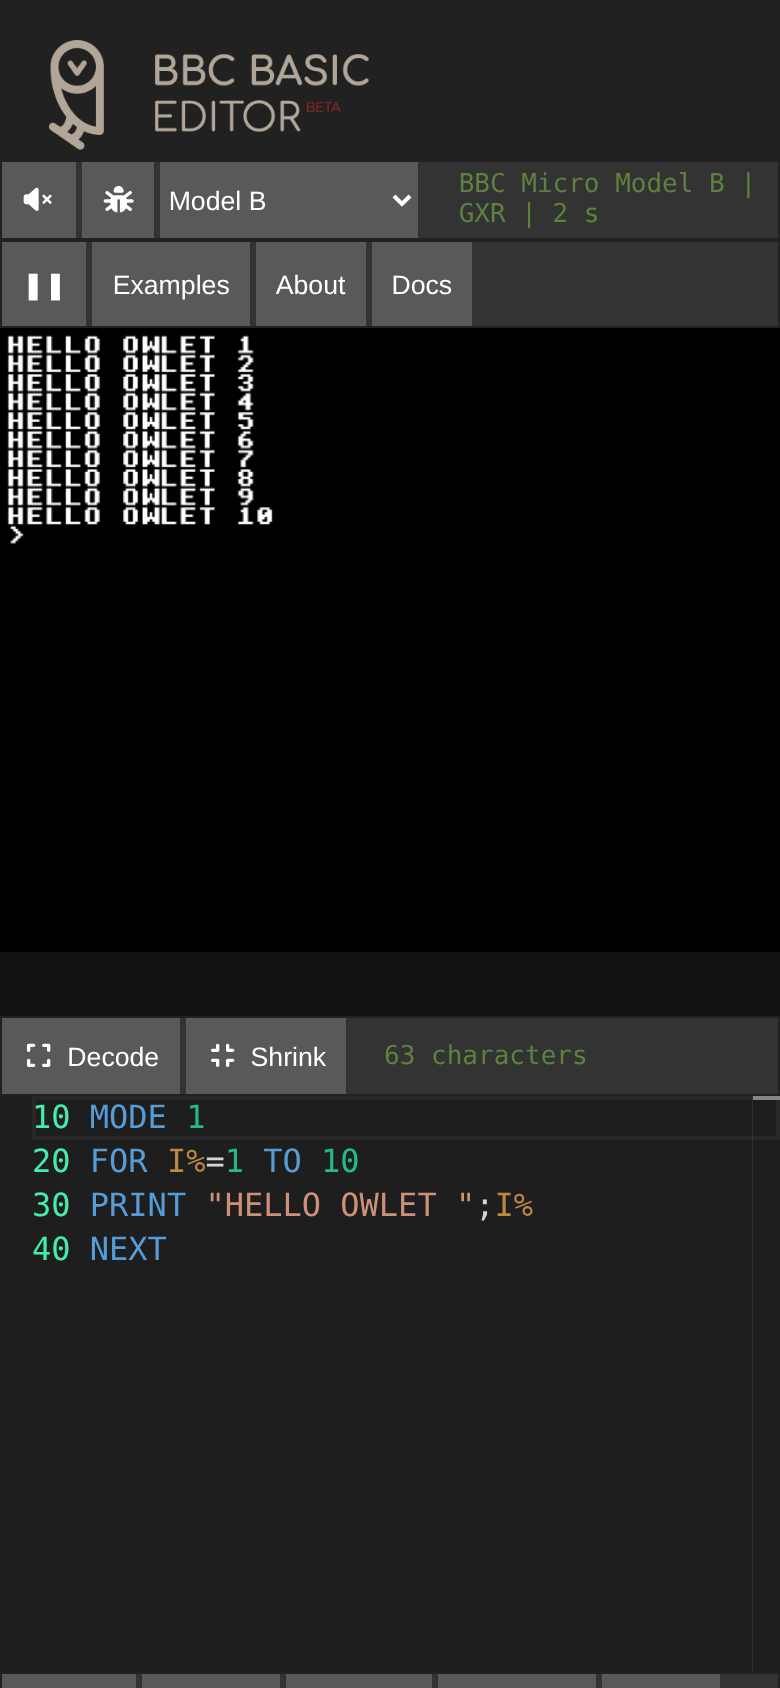 BBC BASIC
EDITOR BETA
Model B
BBC Micro Model B |
GXR | 2 s
Examples About Docs
HELLO OWLET 1
HELLO OWLET 2
HELLO OWLET 3
HELLO OWLET 4
HELLO OWLET 5
HELLO OWLET 6
HELLO OWLET 7
HELLO OWLET 8
HELLO OWLET 9
HELLO OWLET 10
>
Decode Shrink 63 characters
10 MODE 1
20 FOR I%=1 TO 10
30 PRINT "HELLO OWLET ";I%
40 NEXT